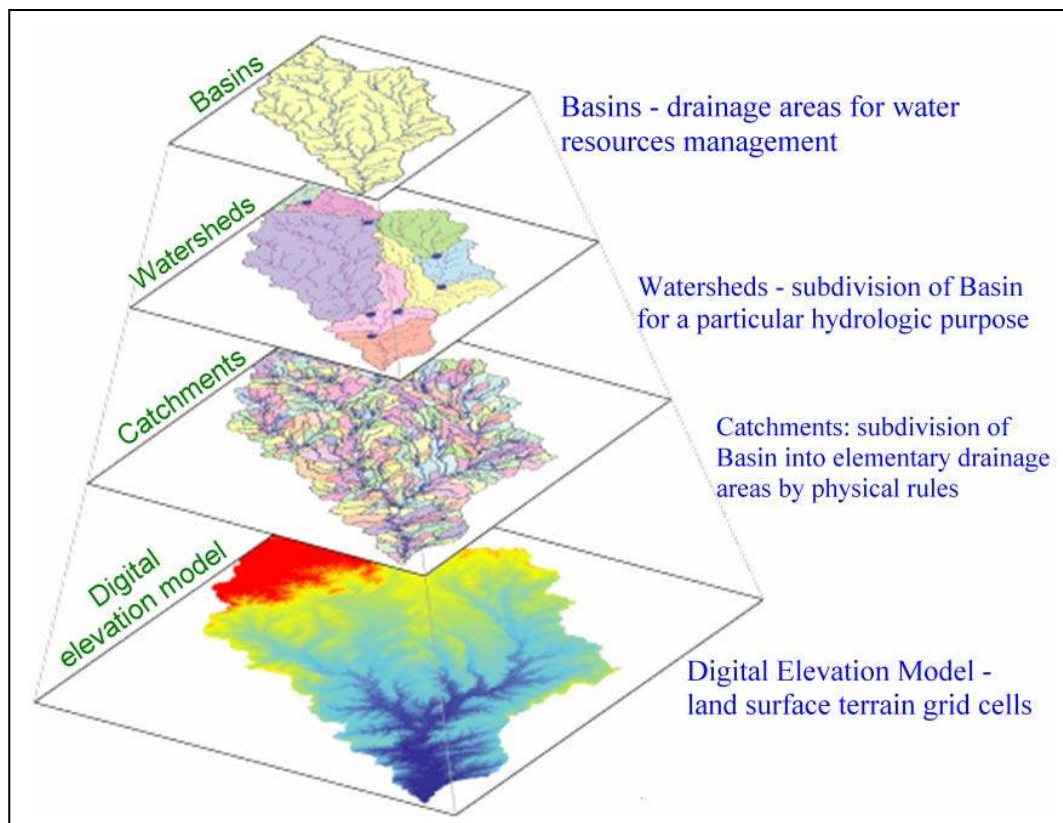 Basins
Basins - drainage areas for water
resources management
Watersheds
Watersheds - subdivision of Basin
for a particular hydrologic purpose
Catchments
Catchments: subdivision of
Basin into elementary drainage
areas by physical rules
Digital
elevation model
Digital Elevation Model -
land surface terrain grid cells